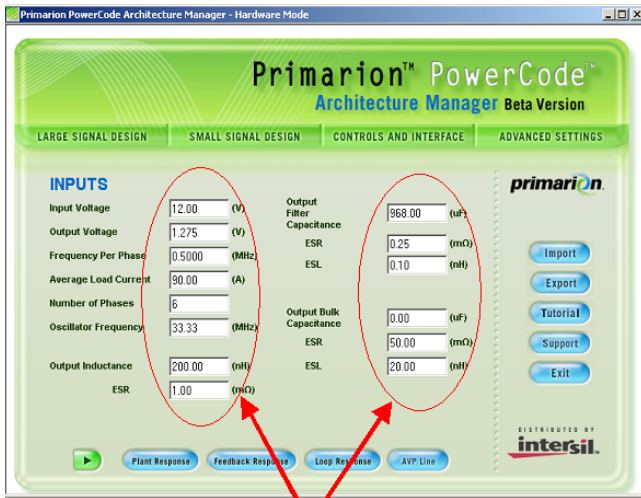 Primarion PowerCode Architecture Manager - Hardware Mode
Primarion™ PowerCode™
Architecture Manager Beta Version
LARGE SIGNAL DESIGN SMALL SIGNAL DESIGN CONTROLS AND INTERFACE ADVANCED SETTINGS
INPUTS
Input Voltage 12.00 (V)
Output Voltage 1.275 (V)
Frequency Per Phase 0.5000 (MHz)
Average Load Current 90.00 (A)
Number of Phases 6
Oscillator Frequency 33.33 (MHz)
Output Inductance 200.00 (nH)
ESR 1.00 (mΩ)
Output
Filter
Capacitance 968.00 (uF)
ESR 0.25 (mΩ)
ESL 0.10 (nH)
Output Bulk
Capacitance 0.00 (uF)
ESR 50.00 (mΩ)
ESL 20.00 (nH)
primarion.
Import
Export
Tutorial
Support
Exit
DISTRIBUTED BY
intersil.
Plant Response Feedback Response Loop Response AVP Line